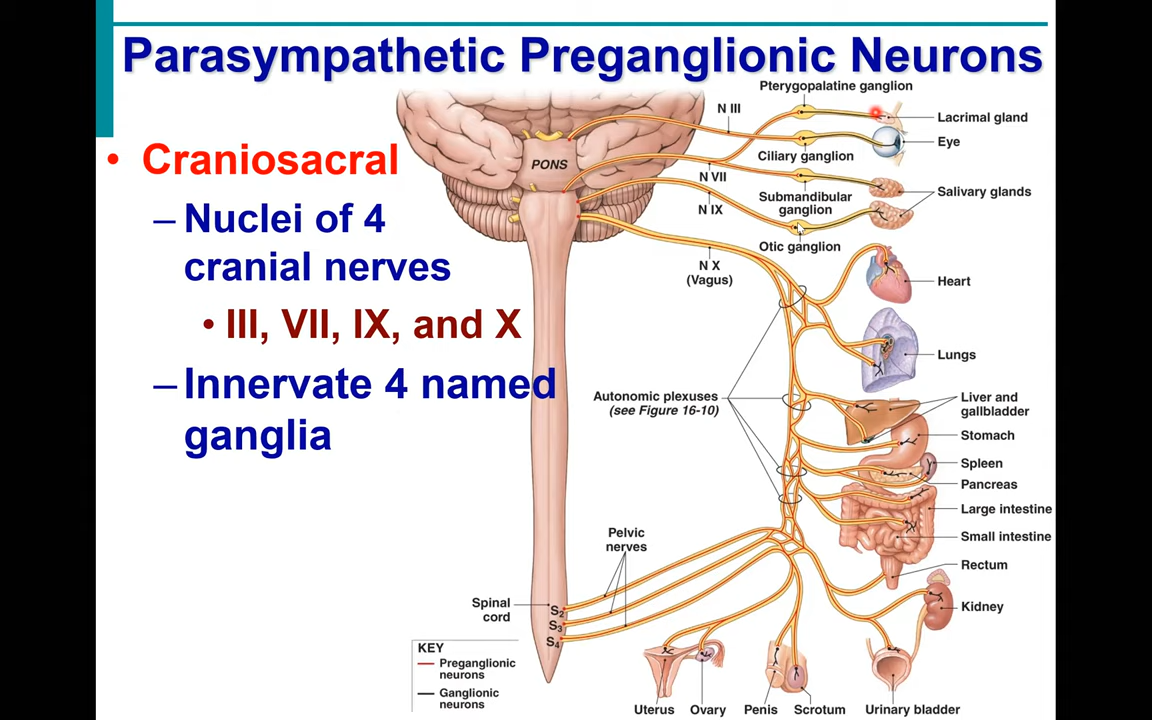 Parasympathetic Preganglionic Neurons
• Craniosacral
– Nuclei of 4
cranial nerves
• III, VII, IX, and X
– Innervate 4 named
ganglia
Pterygopalatine ganglion
N III
Lacrimal gland
Eye
PONS
Ciliary ganglion
N VII
Submandibular
ganglion
Salivary glands
N IX
Otic ganglion
N X
(Vagus)
Heart
Lungs
Autonomic plexuses
(see Figure 16-10)
Liver and
gallbladder
Stomach
Spleen
Pancreas
Large intestine
Small intestine
Rectum
Pelvic
nerves
Kidney
Spinal
cord
S2
S3
S4
KEY
Preganglionic
neurons
Ganglionic
neurons
Uterus
Ovary
Penis
Scrotum
Urinary bladder